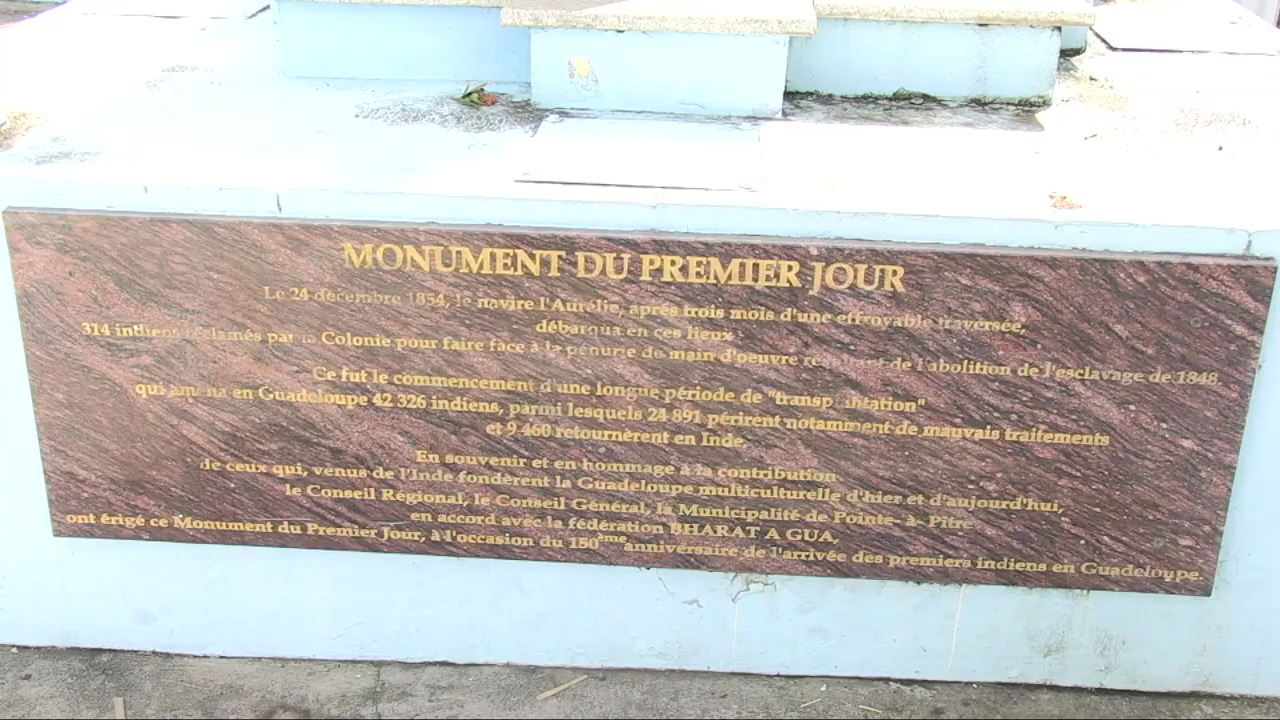 MONUMENT DU PREMIER JOUR
Le 24 décembre 1854, le navire l'Aurélie, après trois mois d'une effroyable traversée,
débarqua en ces lieux
314 indiens réclamés par la Colonie pour faire face à la pénurie de main d'oeuvre résultant de l'abolition de l'esclavage de 1848
Ce fut le commencement d'une longue période de "transplantation"
qui amena en Guadeloupe 42 326 indiens, parmi lesquels 24 891 périrent notamment de mauvais traitements
et 9 460 retournèrent en Inde.
En souvenir et en hommage à la contribution
de ceux qui, venus de l'Inde fondèrent la Guadeloupe multiculturelle d'hier et d'aujourd'hui,
le Conseil Régional, le Conseil Général, la Municipalité de Pointe- à- Pitre
en accord avec la fédération BHARAT A GUA,
ont érigé ce Monument du Premier Jour, à l'occasion du 150ème anniversaire de l'arrivée des premiers indiens en Guadeloupe.